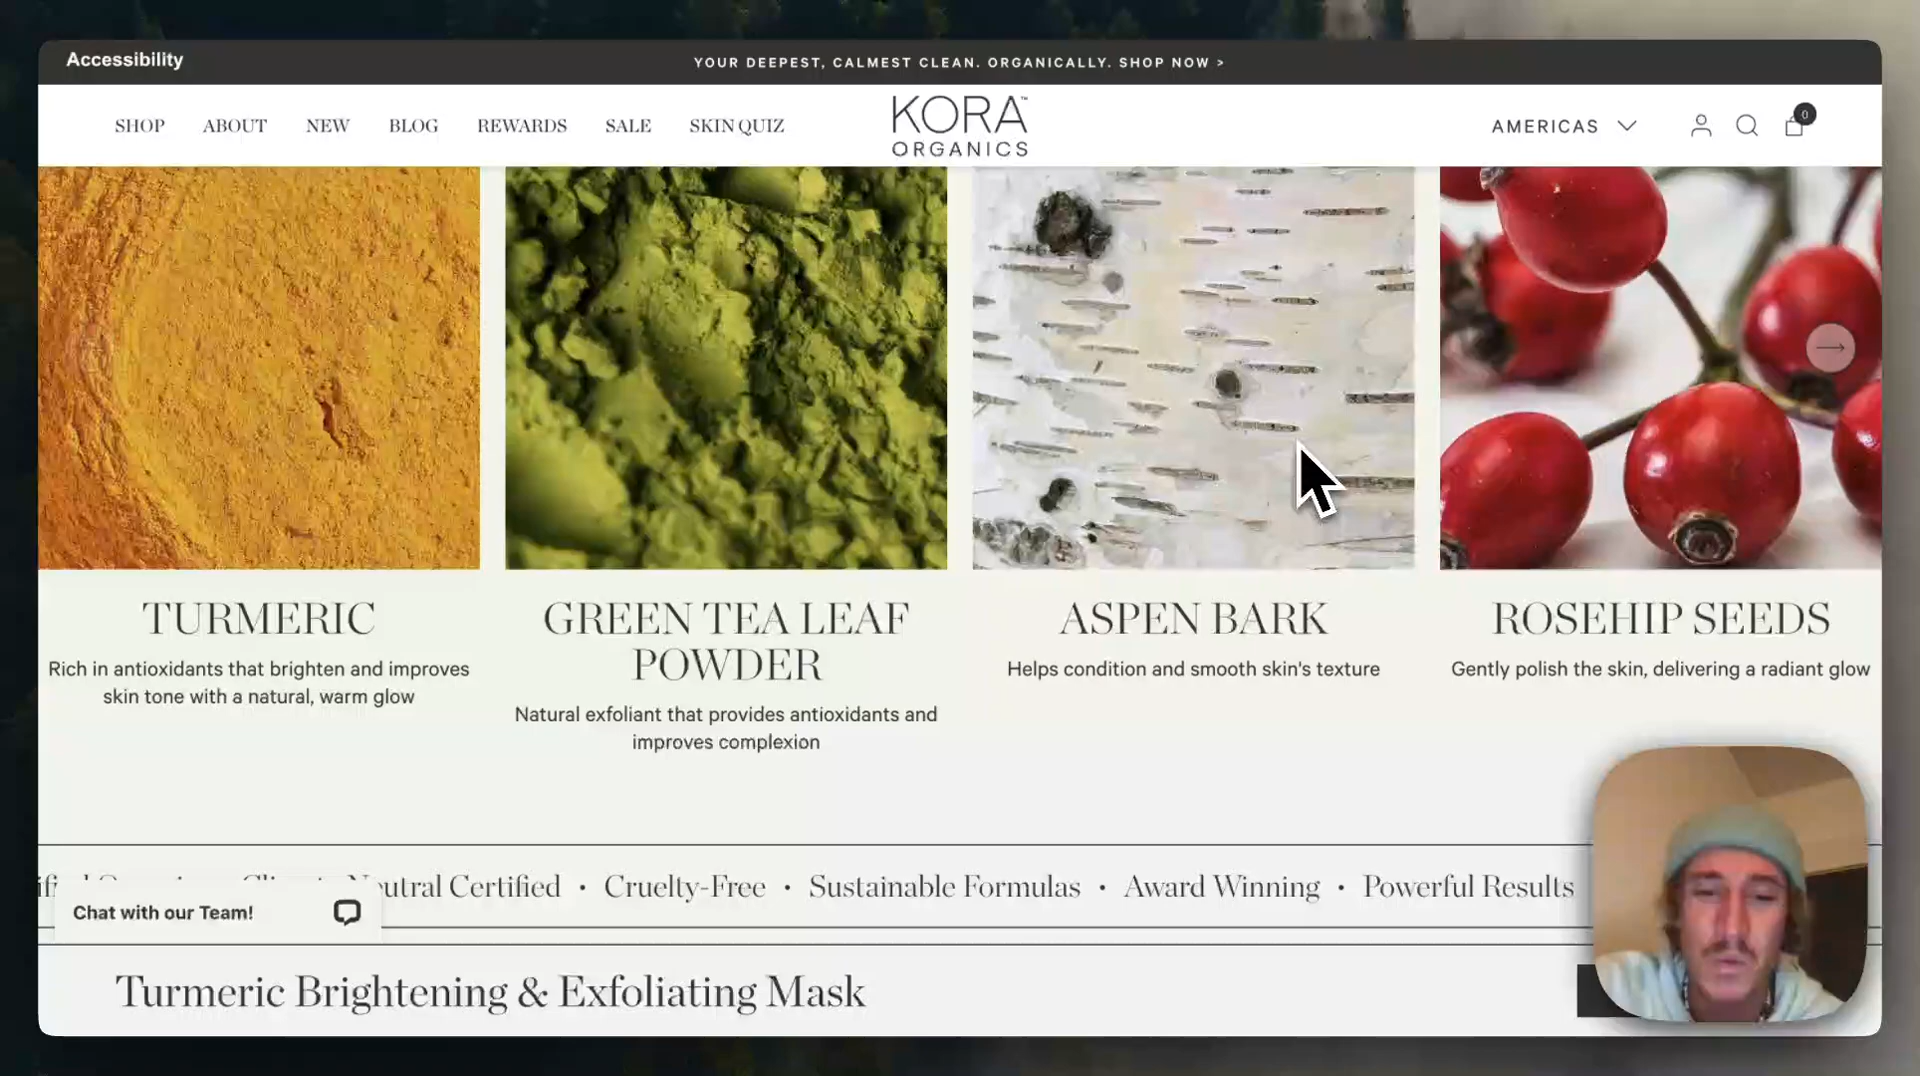 Accessibility
YOUR DEEPEST, CALMEST CLEAN. ORGANICALLY. SHOP NOW >
SHOP ABOUT NEW BLOG REWARDS SALE SKIN QUIZ
KORA™
ORGANICS
AMERICAS
0
TURMERIC
Rich in antioxidants that brighten and improves
skin tone with a natural, warm glow
GREEN TEA LEAF
POWDER
Natural exfoliant that provides antioxidants and
improves complexion
ASPEN BARK
Helps condition and smooth skin's texture
ROSEHIP SEEDS
Gently polish the skin, delivering a radiant glow
Neutral Certified • Cruelty-Free • Sustainable Formulas • Award Winning • Powerful Results
Chat with our Team!
Turmeric Brightening & Exfoliating Mask